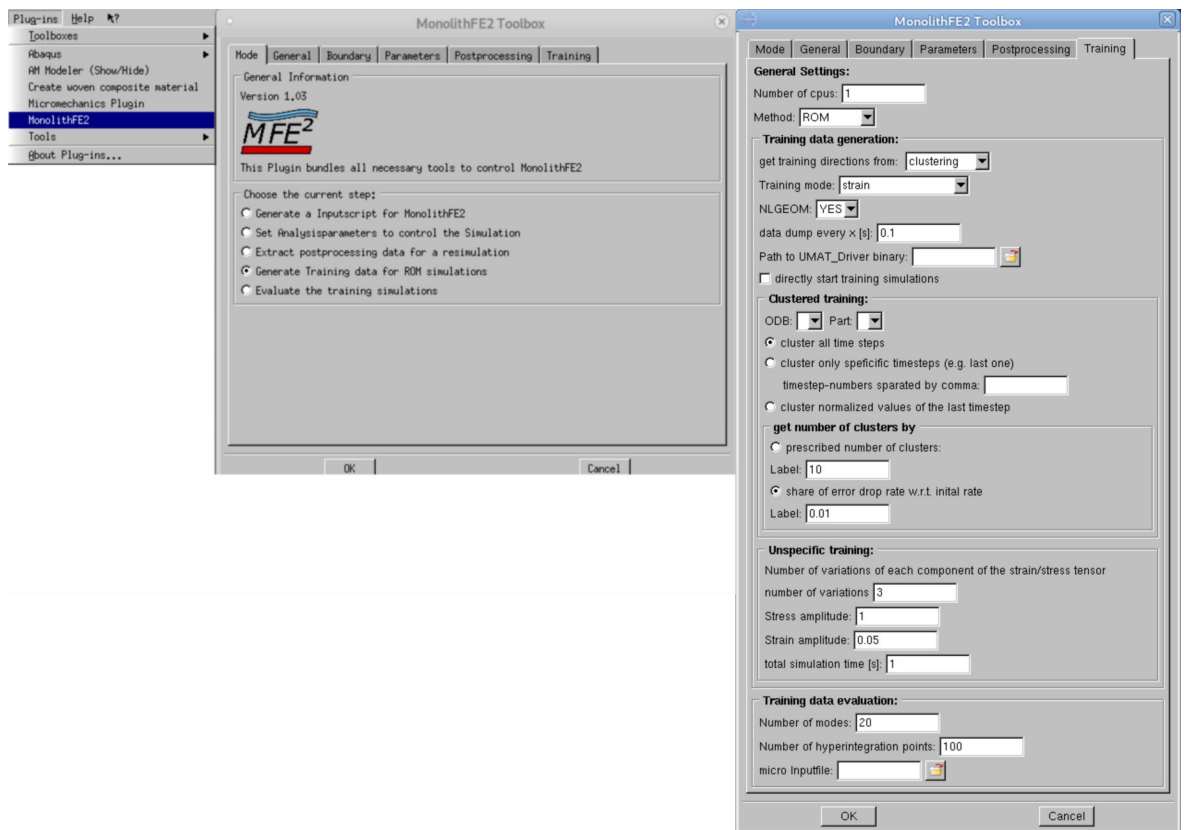 Plug-ins Help
Toolboxes
Abaqus
AM Modeler (Show/Hide)
Create woven composite material
Micromechanics Plugin
MonolithFE2
Tools
About Plug-ins...
MonolithFE2 Toolbox
Mode General Boundary Parameters Postprocessing Training
General Information
Version 1.03
MFE²
This Plugin bundles all necessary tools to control MonolithFE2
Choose the current step:
Generate a Inputscript for MonolithFE2
Set Analysisparameters to control the Simulation
Extract postprocessing data for a resimulation
Generate Training data for ROM simulations
Evaluate the training simulations
OK Cancel
MonolithFE2 Toolbox
Mode General Boundary Parameters Postprocessing Training
General Settings:
Number of cpus: 1
Method: ROM
Training data generation:
get training directions from: clustering
Training mode: strain
NLGEOM: YES
data dump every x [s]: 0.1
Path to UMAT_Driver binary:
directly start training simulations
Clustered training:
ODB: Part:
cluster all time steps
cluster only speficific timesteps (e.g. last one)
timestep-numbers sparated by comma:
cluster normalized values of the last timestep
get number of clusters by
prescribed number of clusters:
Label: 10
share of error drop rate w.r.t. inital rate
Label: 0.01
Unspecific training:
Number of variations of each component of the strain/stress tensor
number of variations 3
Stress amplitude: 1
Strain amplitude: 0.05
total simulation time [s]: 1
Training data evaluation:
Number of modes: 20
Number of hyperintegration points: 100
micro Inputfile:
OK Cancel